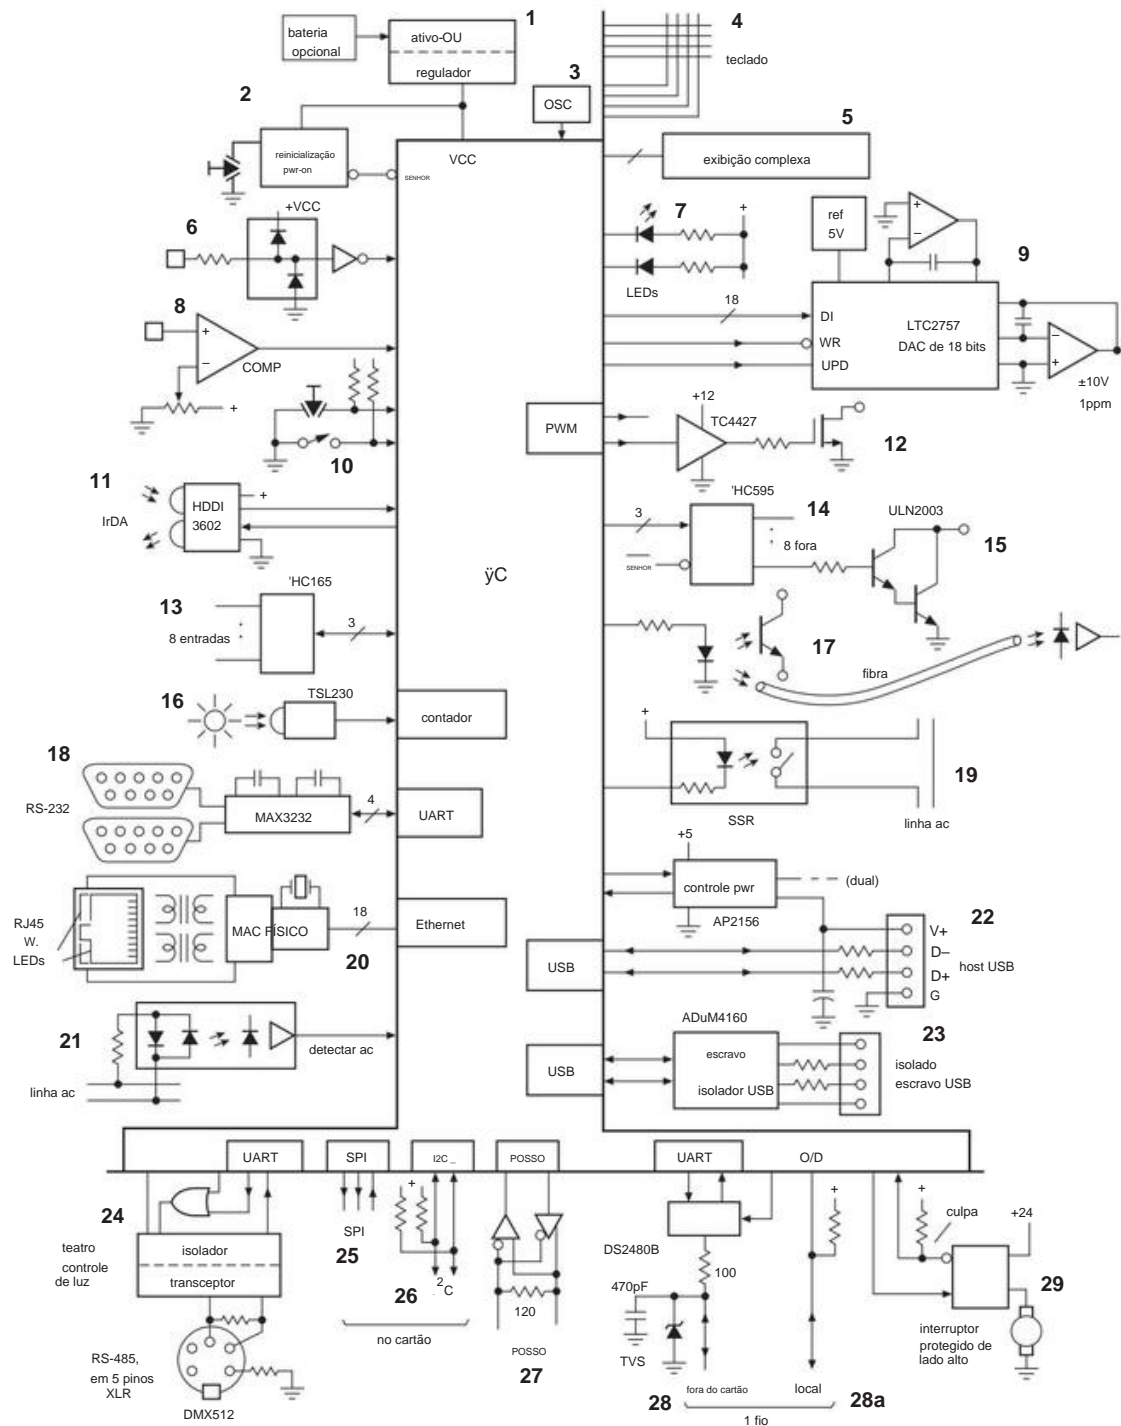 1
bateria
opcional
ativo-OU
regulador
2
3
OSC
4
teclado
5
exibição complexa
reinicialização
pwr-on
SENHOR
VCC
6
+VCC
7
+
LEDs
ref
5V
+
−
9
18
DI
WR
UPD
LTC2757
DAC de 18 bits
−
+
±10V
1ppm
8
+
−
COMP
+
10
PWM
+12
TC4427
12
11
IrDA
HDDI
3602
+
'HC595
3
14
8 fora
SENHOR
ULN2003
15
ÿC
13
'HC165
8 entradas
3
17
fibra
16
TSL230
contador
+
SSR
19
linha ac
18
RS-232
MAX3232
4
UART
+5
controle pwr
(dual)
AP2156
RJ45
W.
LEDs
MAC FÍSICO
18
20
Ethernet
USB
22
V+
D−
D+
G
host USB
21
linha ac
detectar ac
USB
ADuM4160
escravo
isolador USB
23
isolado
escravo USB
UART
SPI
I2C _
POSSO
UART
O/D
24
teatro
controle
de luz
isolador
transceptor
RS-485,
em 5 pinos
XLR
DMX512
SPI
25
+
2
C
26
no cartão
120
POSSO
27
DS2480B
100
470pF
TVS
28
fora do cartão
+
local
28a
1 fio
+
culpa
+24
29
interruptor
protegido de
lado alto